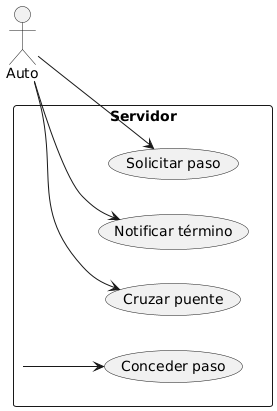 Auto
Servidor
Solicitar paso
Notificar término
Cruzar puente
Conceder paso